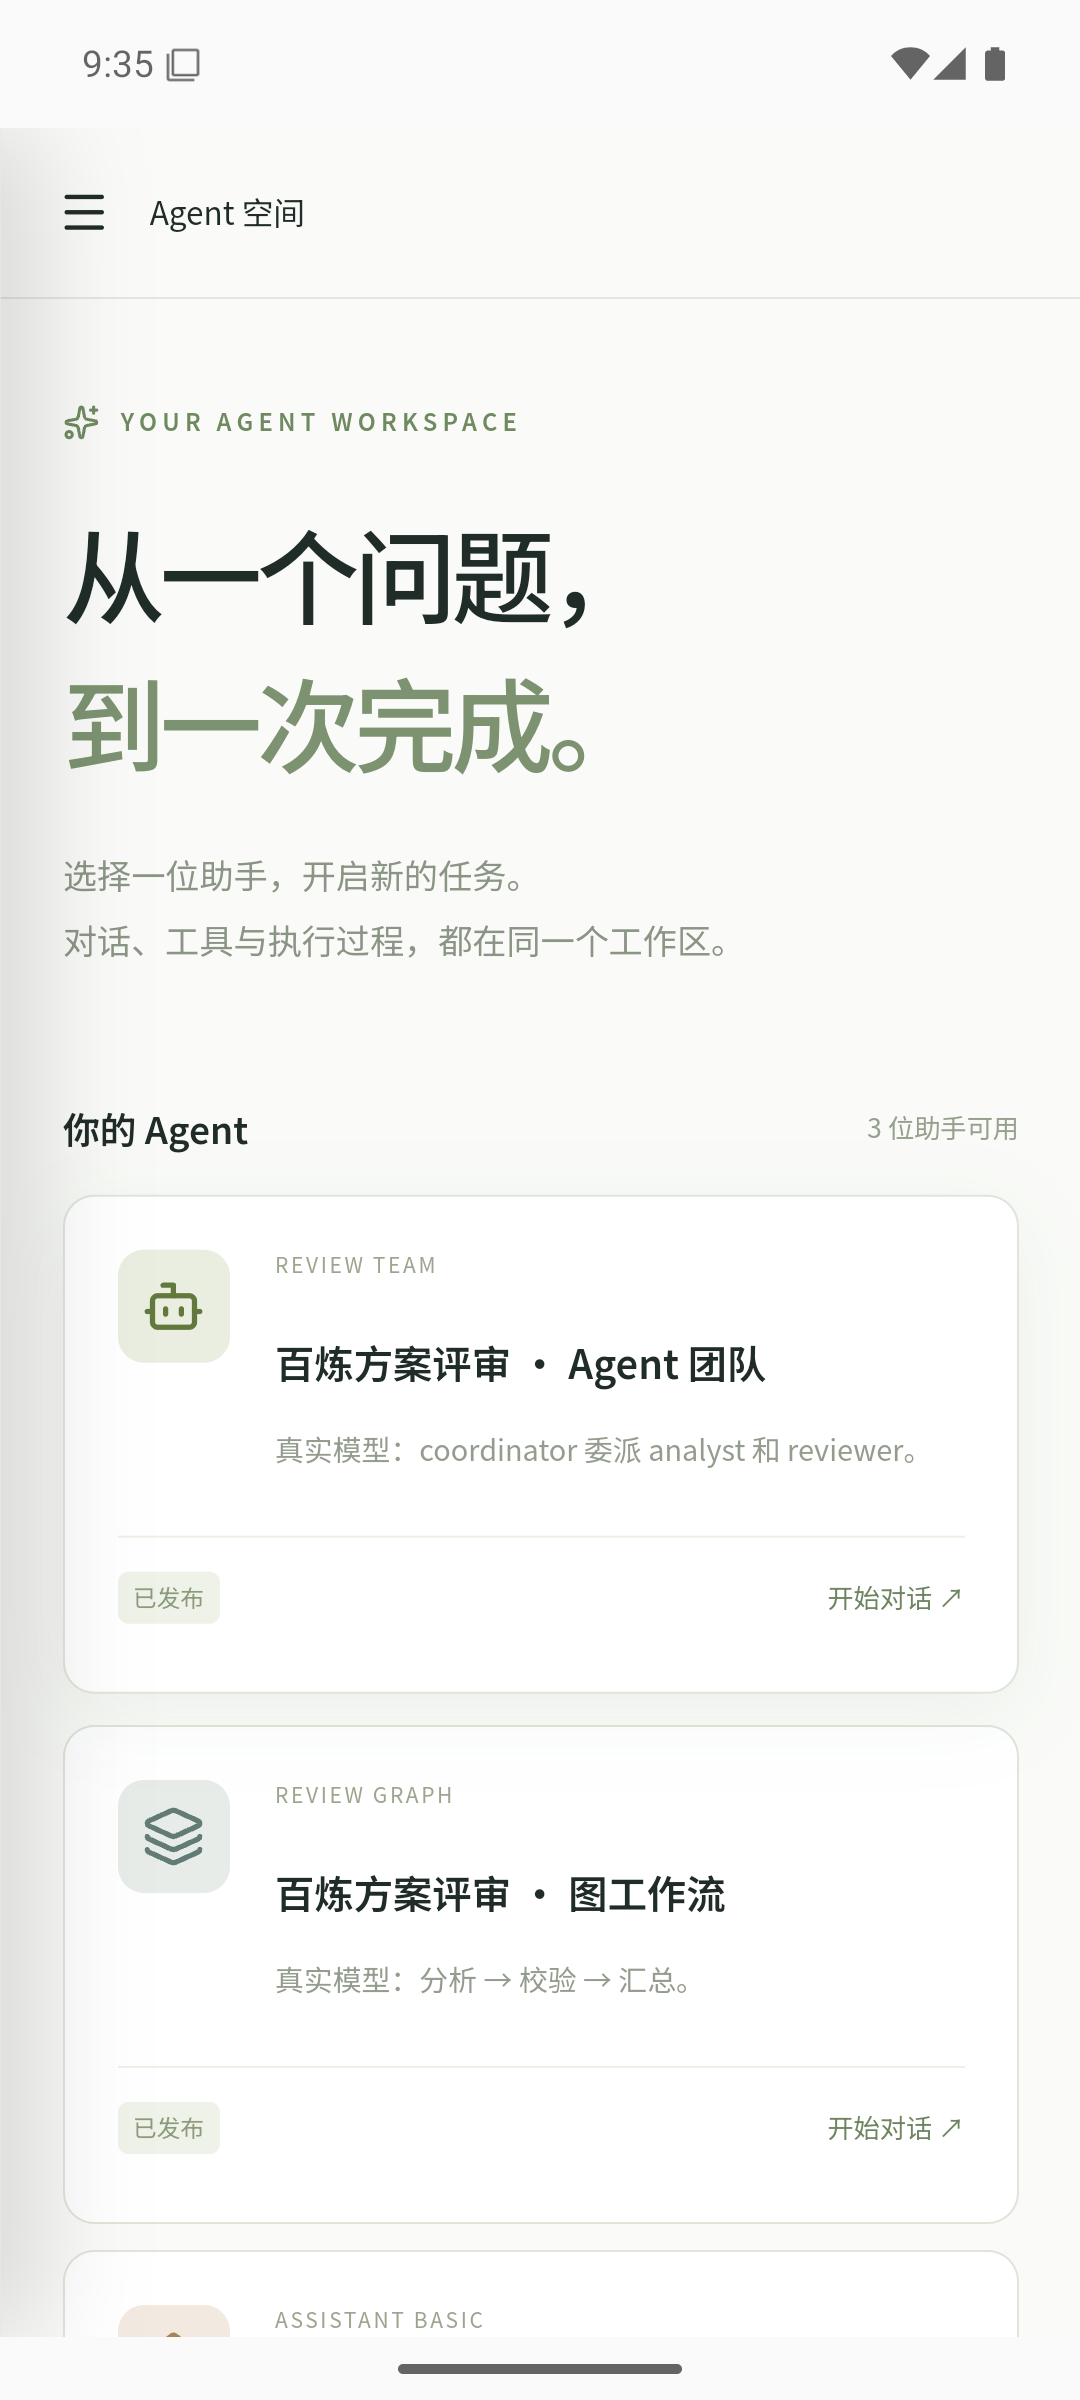 9:35
Agent 空间
YOUR AGENT WORKSPACE
从一个问题，
到一次完成。
选择一位助手，开启新的任务。
对话、工具与执行过程，都在同一个工作区。
你的 Agent
3 位助手可用
REVIEW TEAM
百炼方案评审 · Agent 团队
真实模型：coordinator 委派 analyst 和 reviewer。
已发布
开始对话 ↗
REVIEW GRAPH
百炼方案评审 · 图工作流
真实模型：分析 → 校验 → 汇总。
已发布
开始对话 ↗
ASSISTANT BASIC